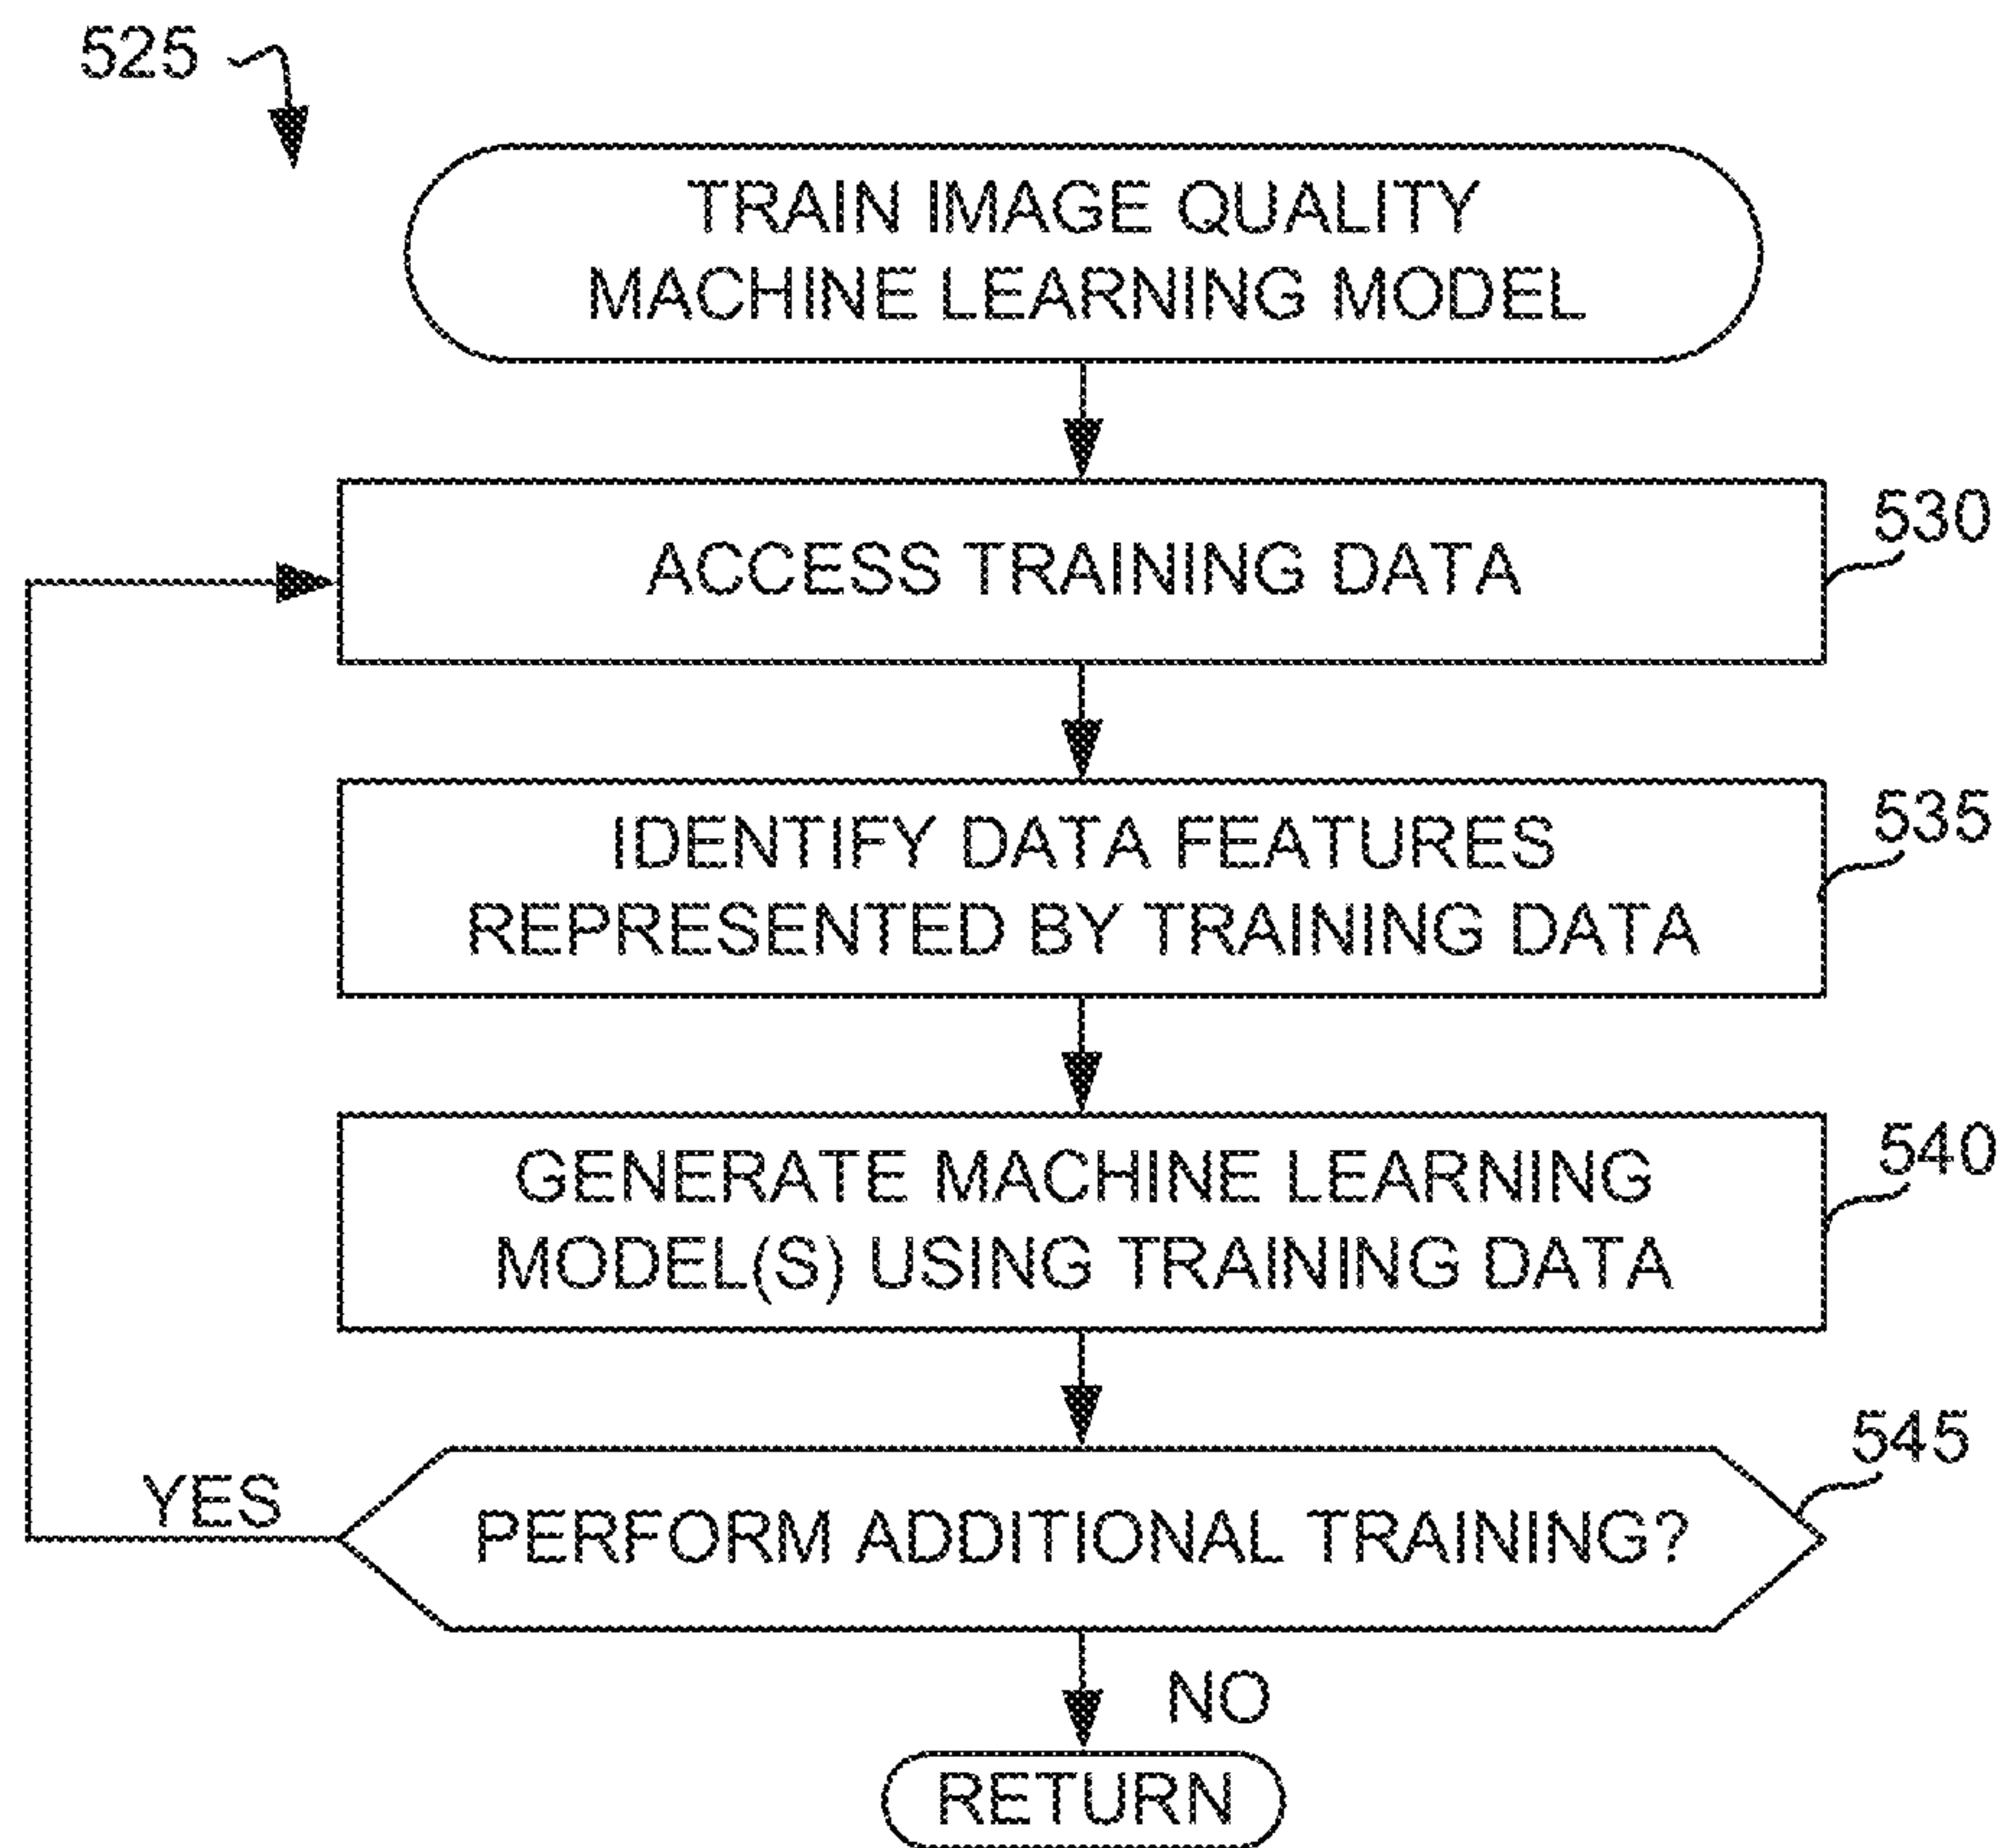 525
TRAIN IMAGE QUALITY
MACHINE LEARNING MODEL
530
ACCESS TRAINING DATA
535
IDENTIFY DATA FEATURES
REPRESENTED BY TRAINING DATA
540
GENERATE MACHINE LEARNING
MODEL(S) USING TRAINING DATA
545
YES
PERFORM ADDITIONAL TRAINING?
NO
RETURN